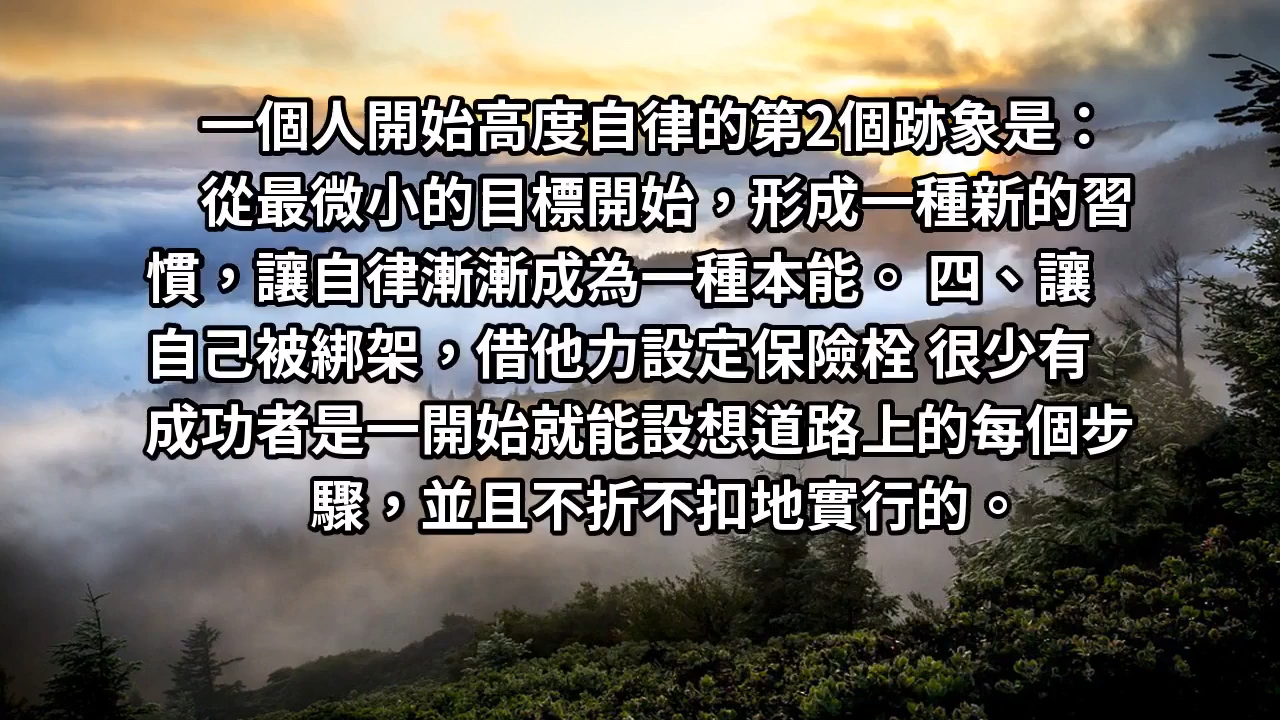 一個人開始高度自律的第2個跡象是：
從最微小的目標開始，形成一種新的習
慣，讓自律漸漸成為一種本能。 四、讓
自己被綁架，借他力設定保險栓 很少有
成功者是一開始就能設想道路上的每個步
驟，並且不折不扣地實行的。